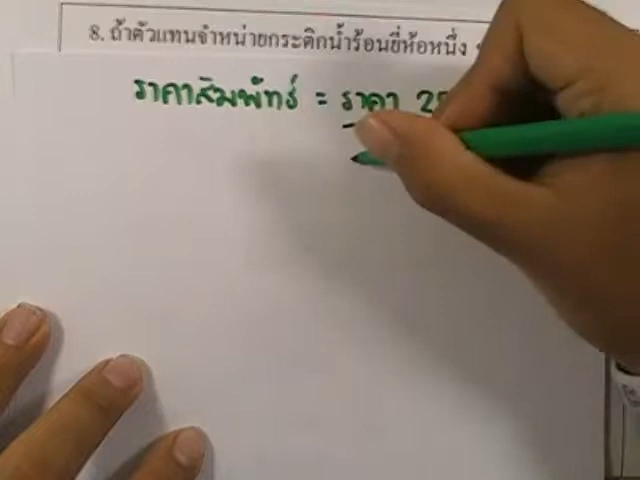 8. ถ้าตัวแทนจำหน่ายกระติกน้ำร้อนยี่ห้อหนึ่ง
ราคาสัมพัทธ์ = ราคา